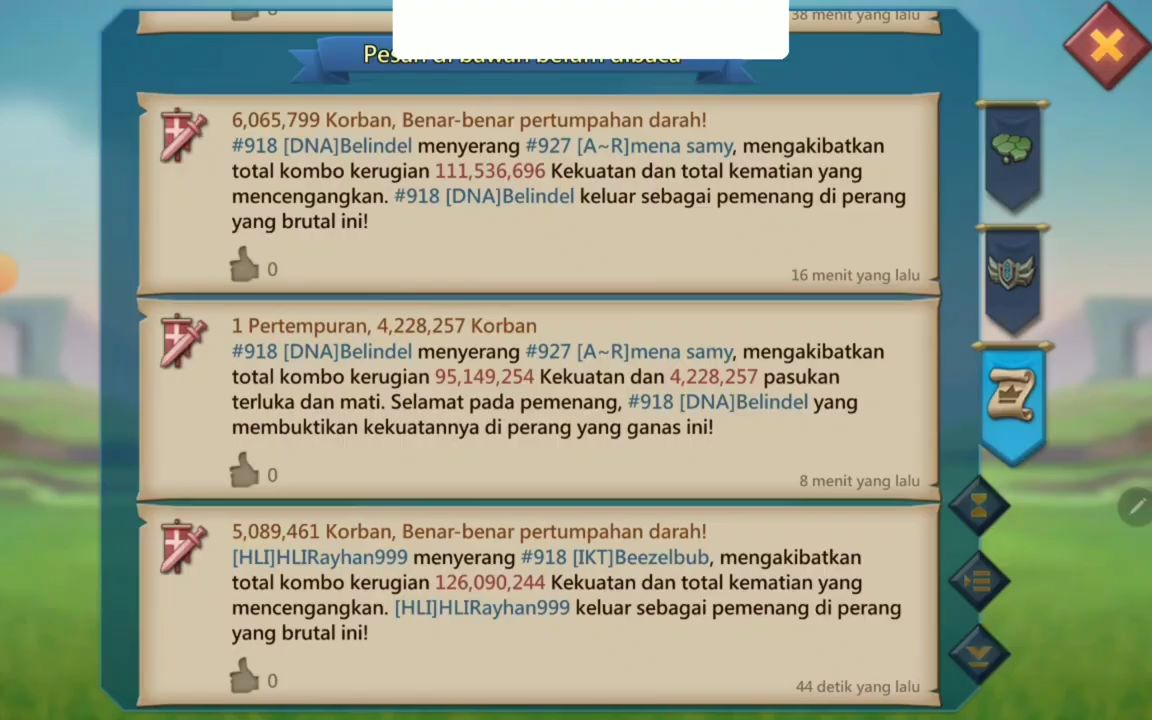 38 menit yang lalu
Pesan di bawah belum dibaca
6,065,799 Korban, Benar-benar pertumpahan darah!
#918 [DNA]Belindel menyerang #927 [A~R]mena samy, mengakibatkan
total kombo kerugian 111,536,696 Kekuatan dan total kematian yang
mencengangkan. #918 [DNA]Belindel keluar sebagai pemenang di perang
yang brutal ini!
0
16 menit yang lalu
1 Pertempuran, 4,228,257 Korban
#918 [DNA]Belindel menyerang #927 [A~R]mena samy, mengakibatkan
total kombo kerugian 95,149,254 Kekuatan dan 4,228,257 pasukan
terluka dan mati. Selamat pada pemenang, #918 [DNA]Belindel yang
membuktikan kekuatannya di perang yang ganas ini!
0
8 menit yang lalu
5,089,461 Korban, Benar-benar pertumpahan darah!
[HLI]HLIRayhan999 menyerang #918 [IKT]Beezelbub, mengakibatkan
total kombo kerugian 126,090,244 Kekuatan dan total kematian yang
mencengangkan. [HLI]HLIRayhan999 keluar sebagai pemenang di perang
yang brutal ini!
0
44 detik yang lalu